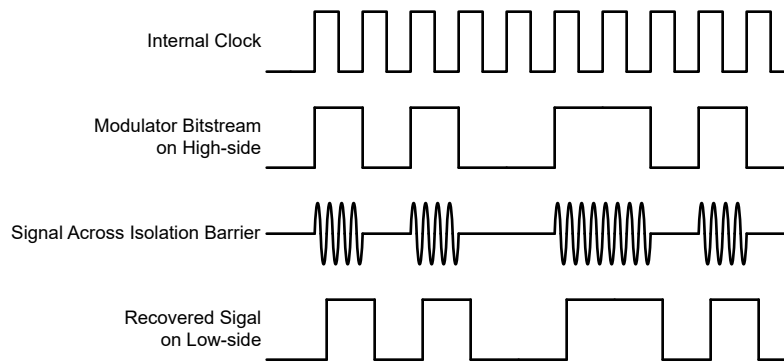 Internal Clock
Modulator Bitstream
on High-side
Signal Across Isolation Barrier
Recovered Sigal
on Low-side